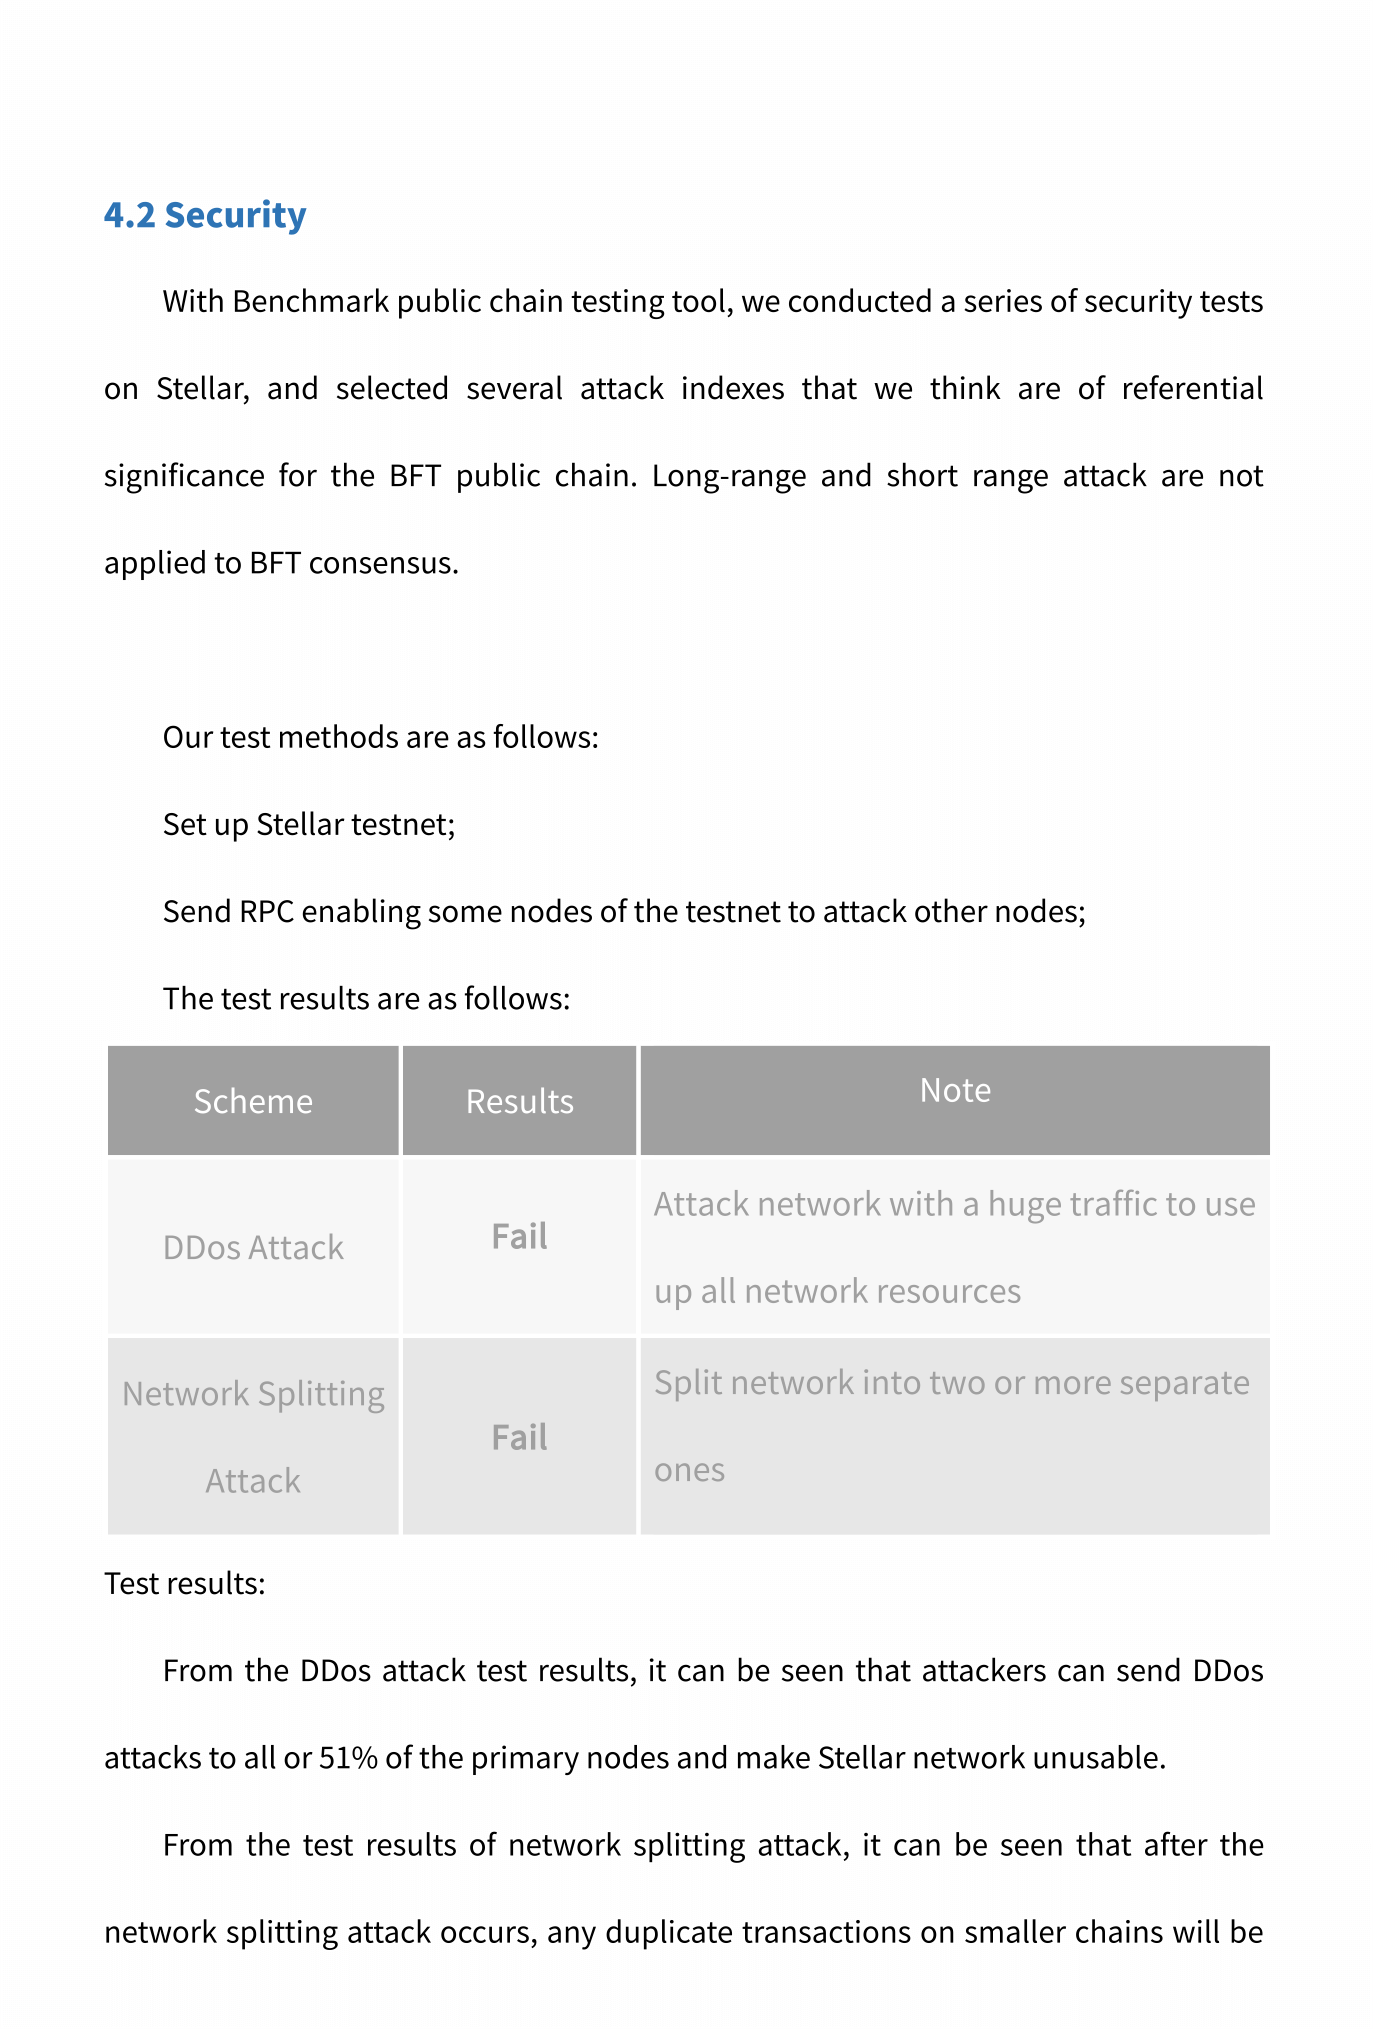 4.2 Security
With Benchmark public chain testing tool, we conducted a series of security tests
on Stellar, and selected several attack indexes that we think are of referential
significance for the BFT public chain. Long-range and short range attack are not
applied to BFT consensus.
Our test methods are as follows:
Set up Stellar testnet;
Send RPC enabling some nodes of the testnet to attack other nodes;
The test results are as follows:
Scheme Results Note
DDos Attack Fail Attack network with a huge traffic to use
up all network resources
Network Splitting
Attack Fail Split network into two or more separate
ones
Test results:
From the DDos attack test results, it can be seen that attackers can send DDos
attacks to all or 51% of the primary nodes and make Stellar network unusable.
From the test results of network splitting attack, it can be seen that after the
network splitting attack occurs, any duplicate transactions on smaller chains will be